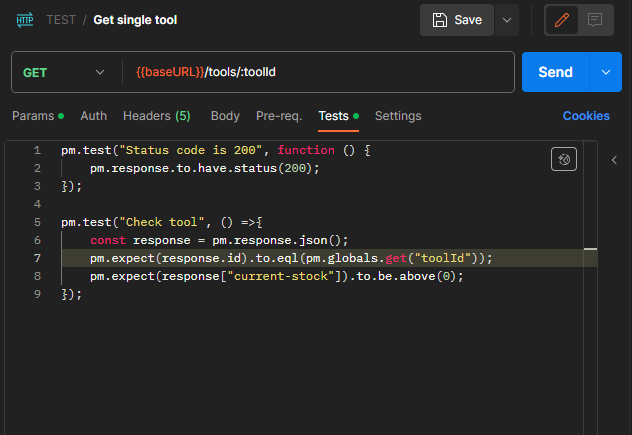 HTTP TEST / Get single tool Save
GET {{baseURL}}/tools/:toolId Send
Params Auth Headers (5) Body Pre-req. Tests Settings Cookies
1 pm.test("Status code is 200", function () {
2 pm.response.to.have.status(200);
3 });
4
5 pm.test("Check tool", () =>{
6 const response = pm.response.json();
7 pm.expect(response.id).to.eql(pm.globals.get("toolId"));
8 pm.expect(response["current-stock"]).to.be.above(0);
9 });